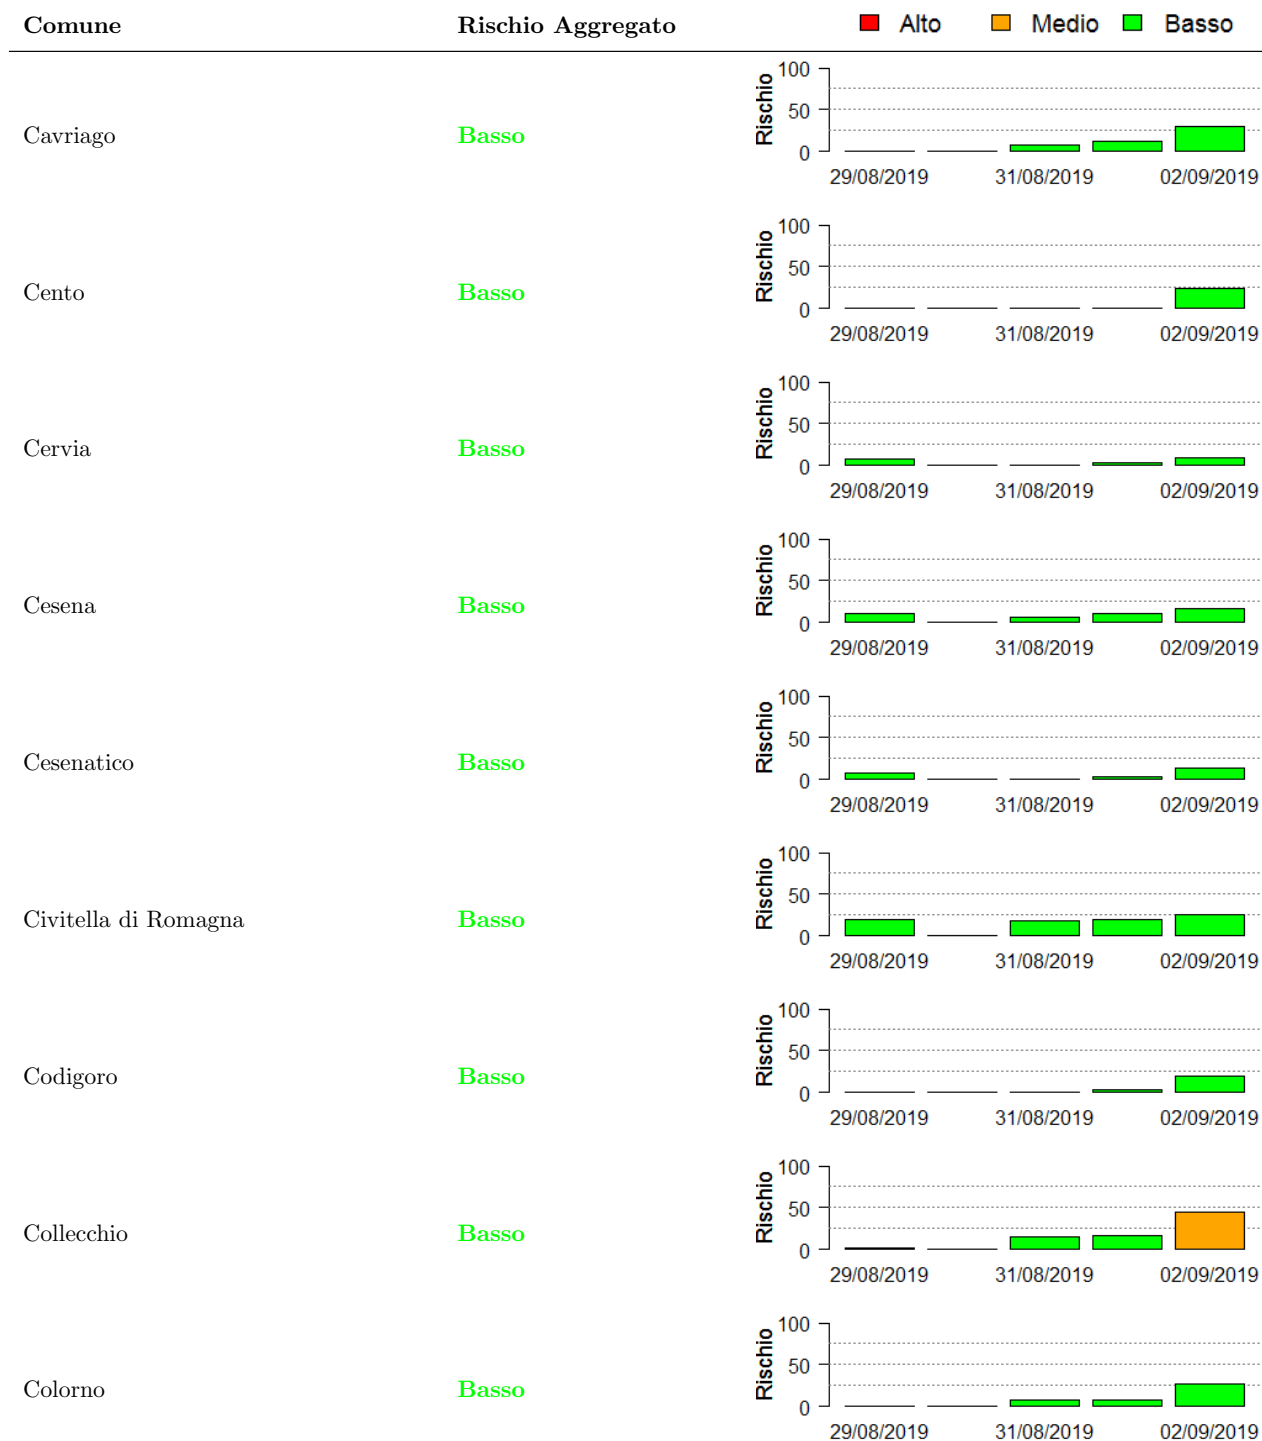 Comune Rischio Aggregato Alto Medio Basso
Cavriago Basso
Rischio
100
50
0
29/08/2019 31/08/2019 02/09/2019
Cento Basso
Rischio
100
50
0
29/08/2019 31/08/2019 02/09/2019
Cervia Basso
Rischio
100
50
0
29/08/2019 31/08/2019 02/09/2019
Cesena Basso
Rischio
100
50
0
29/08/2019 31/08/2019 02/09/2019
Cesenatico Basso
Rischio
100
50
0
29/08/2019 31/08/2019 02/09/2019
Civitella di Romagna Basso
Rischio
100
50
0
29/08/2019 31/08/2019 02/09/2019
Codigoro Basso
Rischio
100
50
0
29/08/2019 31/08/2019 02/09/2019
Collecchio Basso
Rischio
100
50
0
29/08/2019 31/08/2019 02/09/2019
Colorno Basso
Rischio
100
50
0
29/08/2019 31/08/2019 02/09/2019